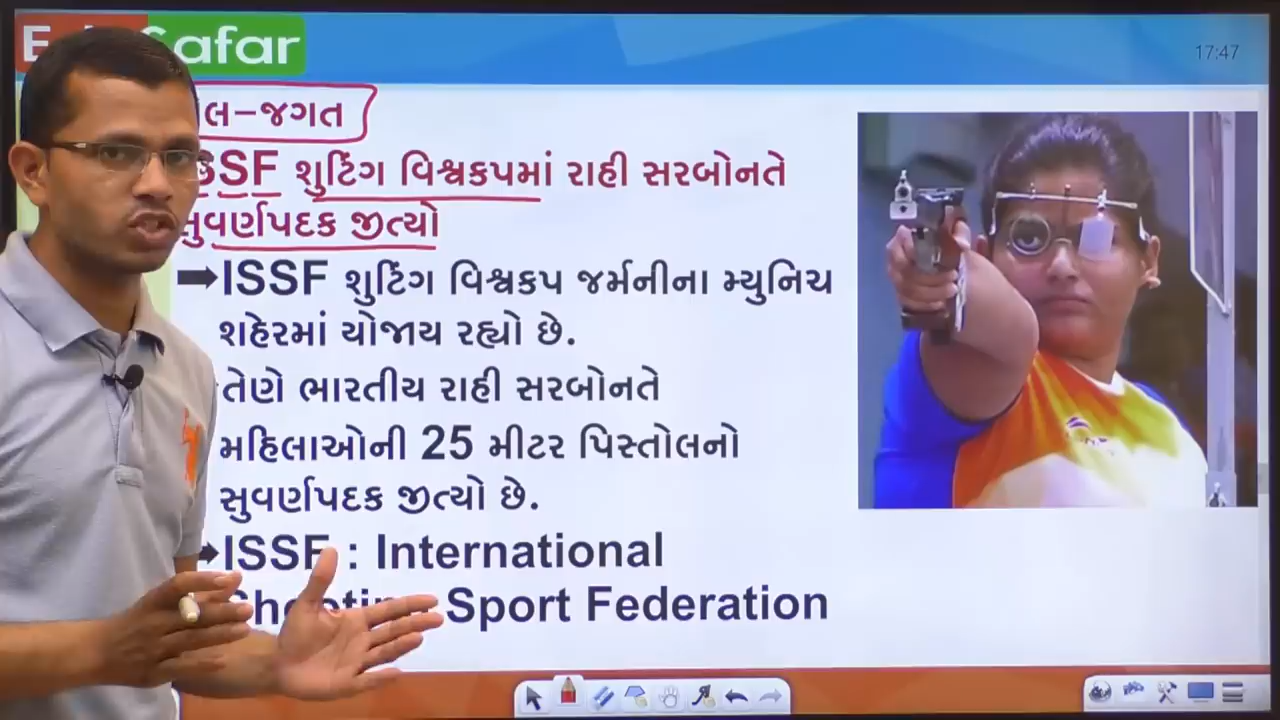 Safar
17:47
લ-જગત
SSF શુટિંગ વિશ્વકપમાં રાહી સરબોનતે
સુવર્ણપદક જીત્યો
➡ISSF શુટિંગ વિશ્વકપ જર્મનીના મ્યુનિચ
શહેરમાં યોજાય રહ્યો છે.
તેણે ભારતીય રાહી સરબોનતે
મહિલાઓની 25 મીટર પિસ્તોલનો
સુવર્ણપદક જીત્યો છે.
➡ISSF : International
Shooting Sport Federation